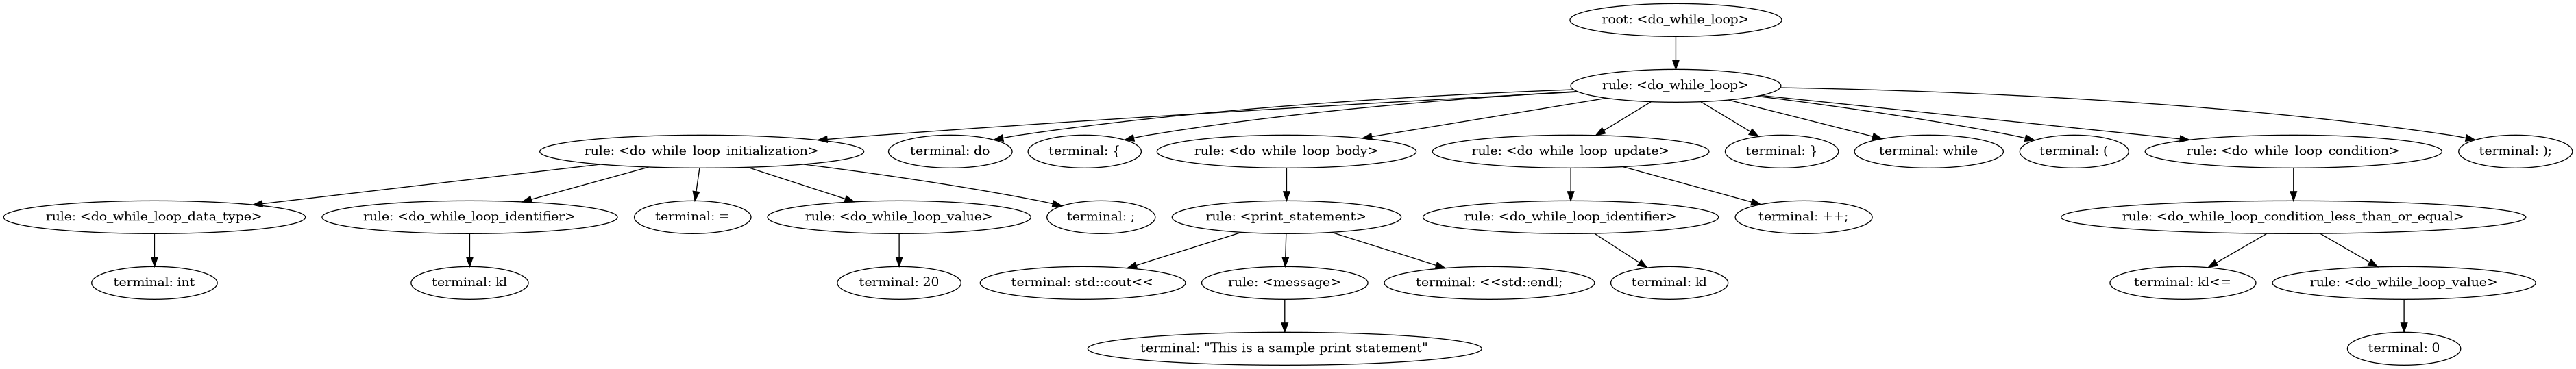 root: <do_while_loop>
rule: <do_while_loop>
rule: <do_while_loop_initialization>
terminal: do
terminal: {
rule: <do_while_loop_body>
rule: <do_while_loop_update>
terminal: }
terminal: while
terminal: (
rule: <do_while_loop_condition>
terminal: );
rule: <do_while_loop_data_type>
rule: <do_while_loop_identifier>
terminal: =
rule: <do_while_loop_value>
terminal: ;
rule: <print_statement>
rule: <do_while_loop_identifier>
terminal: ++;
rule: <do_while_loop_condition_less_than_or_equal>
terminal: int
terminal: kl
terminal: 20
terminal: std::cout<<
rule: <message>
terminal: <<std::endl;
terminal: kl
terminal: kl<=
rule: <do_while_loop_value>
terminal: "This is a sample print statement"
terminal: 0